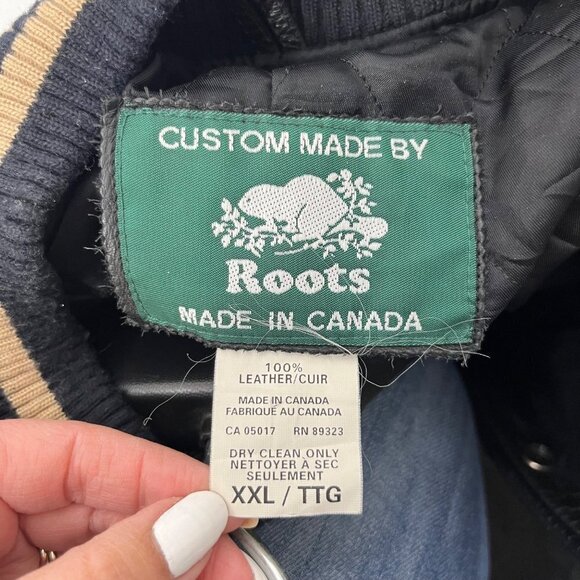 CUSTOM MADE BY
Roots
MADE IN CANADA
100%
LEATHER/CUIR
MADE IN CANADA
FABRIQUÉ AU CANADA
CA 05017 RN 89323
DRY CLEAN ONLY
NETTOYER A SEC
SEULEMENT
XXL / TTG